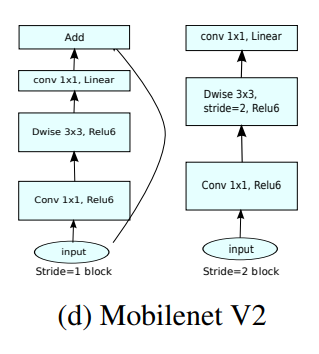 Add
conv 1x1, Linear
Dwise 3x3, Relu6
Conv 1x1, Relu6
input
Stride=1 block
conv 1x1, Linear
Dwise 3x3,
stride=2, Relu6
Conv 1x1, Relu6
input
Stride=2 block
(d) Mobilenet V2